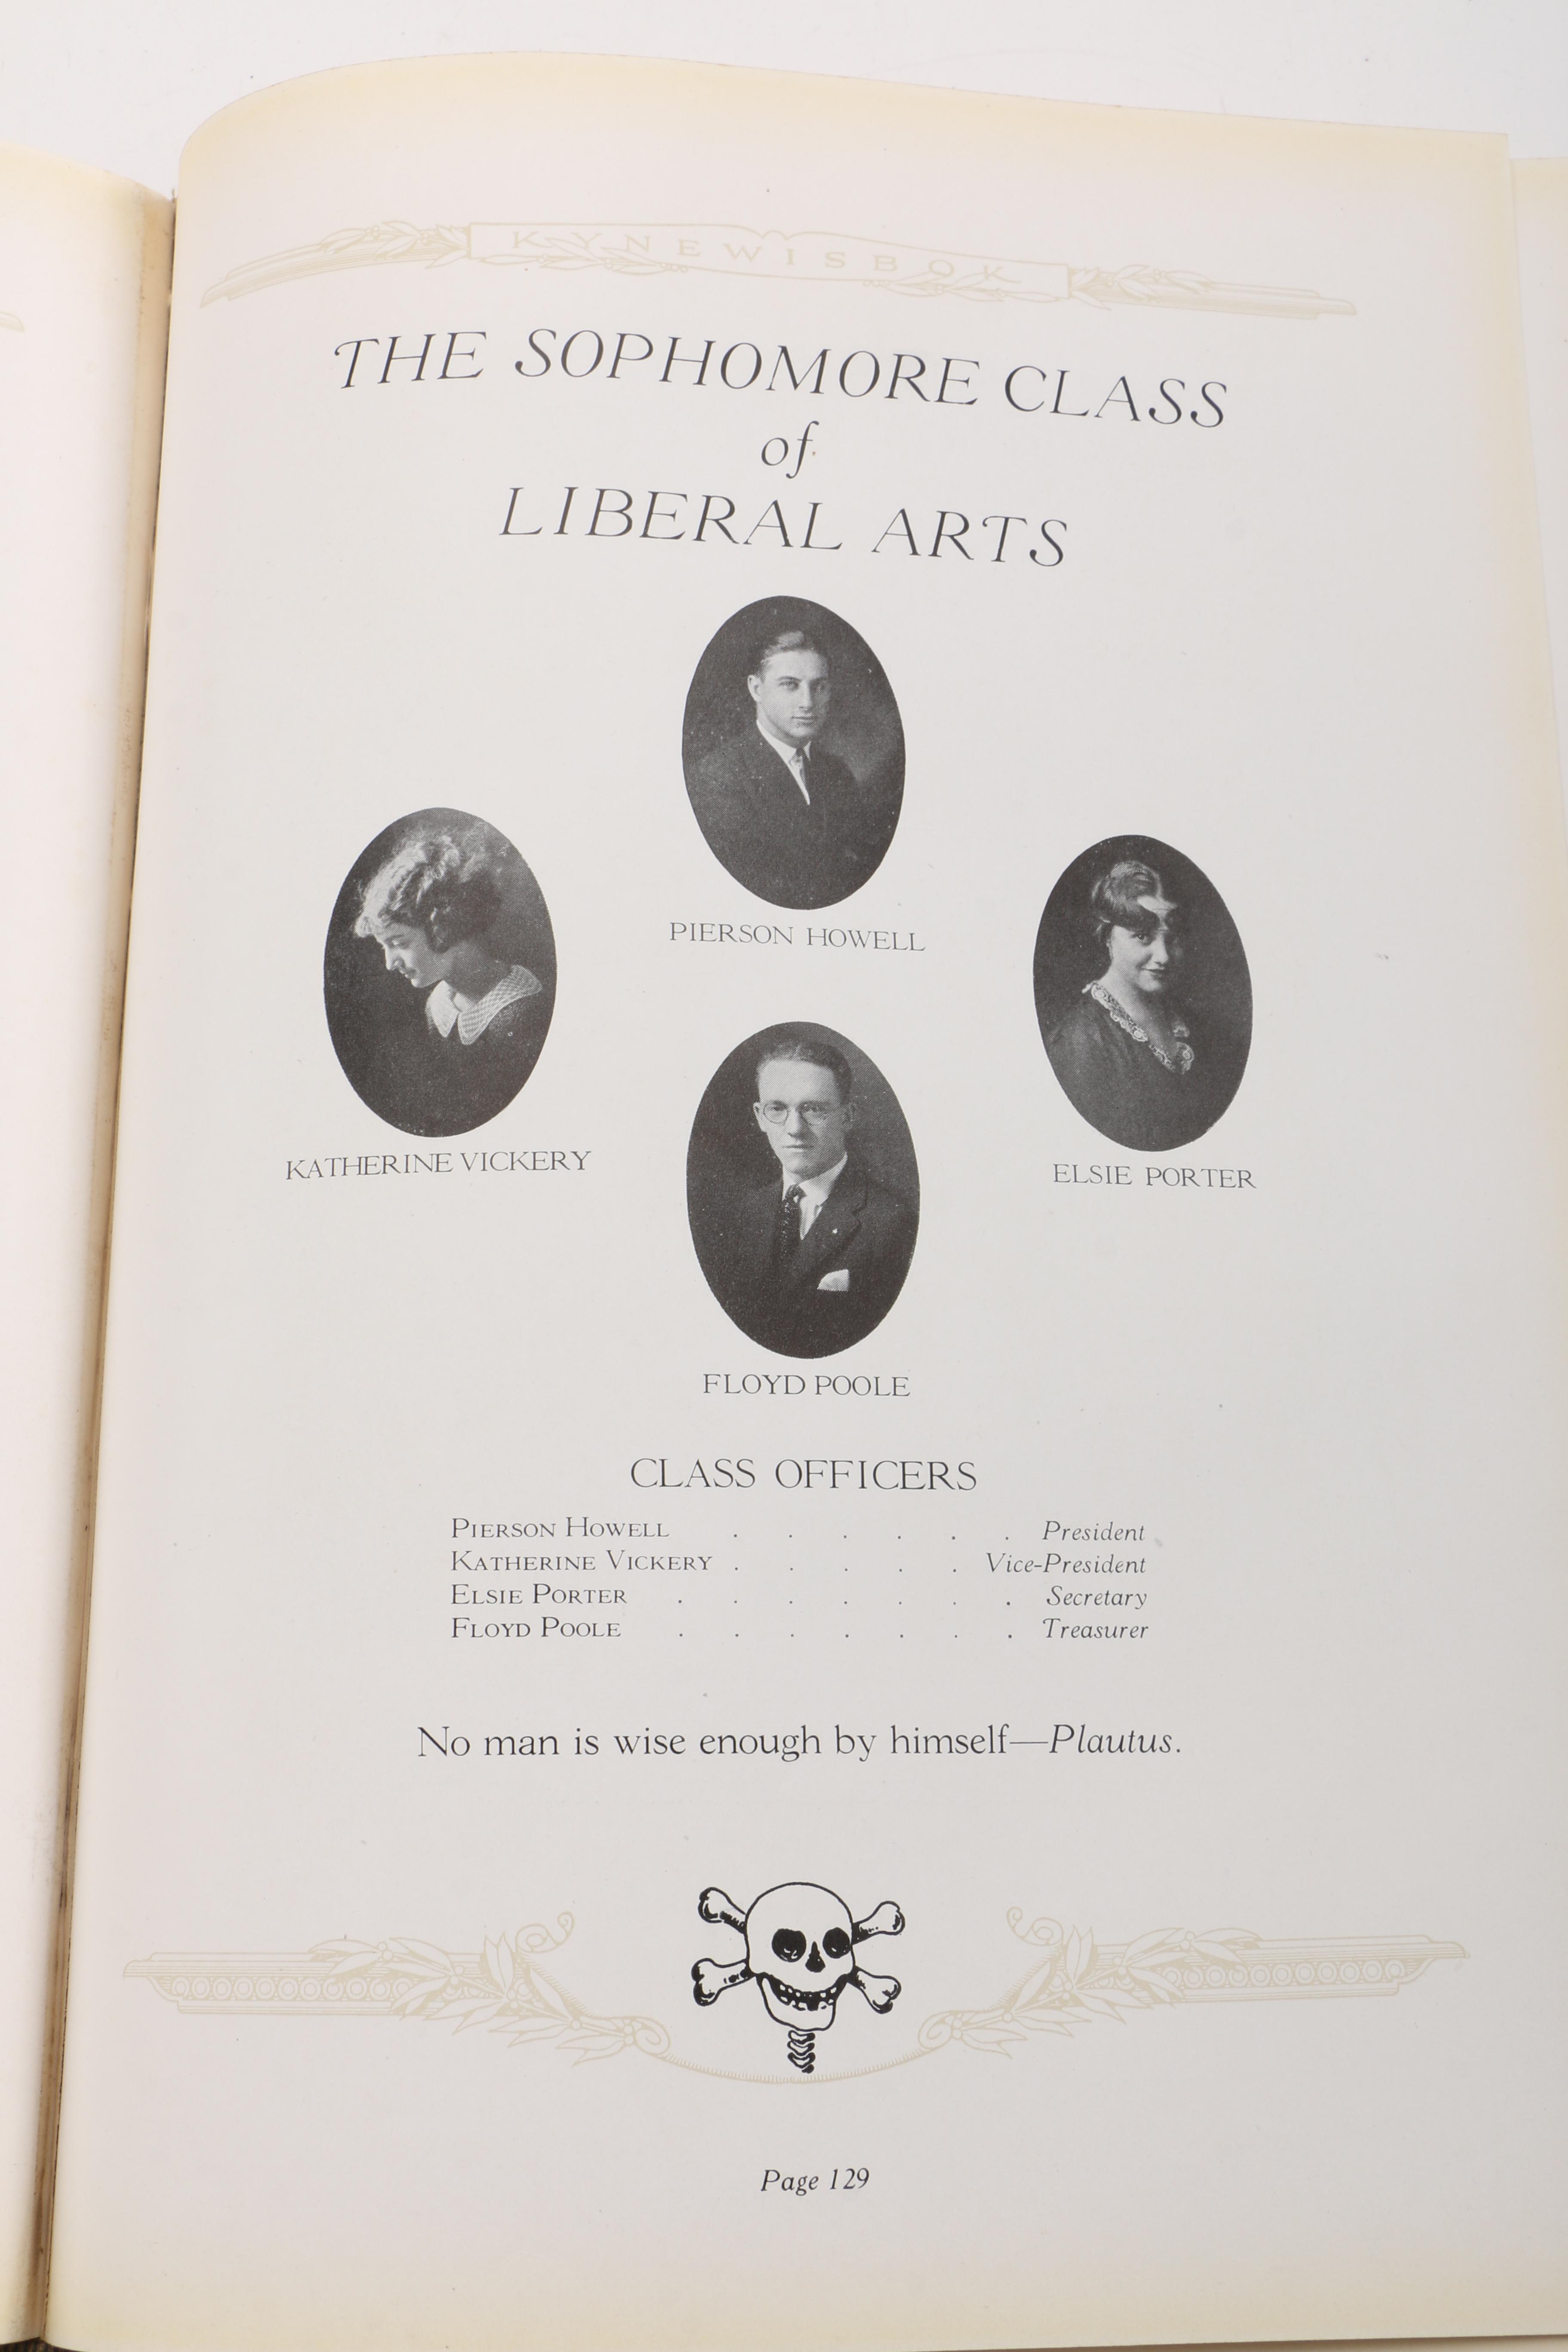 KYNEWISBOK
THE SOPHOMORE CLASS
of
LIBERAL ARTS
PIERSON HOWELL
KATHERINE VICKERY
ELSIE PORTER
FLOYD POOLE
CLASS OFFICERS
PIERSON HOWELL . . . . . . President
KATHERINE VICKERY . . . . . Vice-President
ELSIE PORTER . . . . . . . Secretary
FLOYD POOLE . . . . . . . Treasurer
No man is wise enough by himself—Plautus.
Page 129